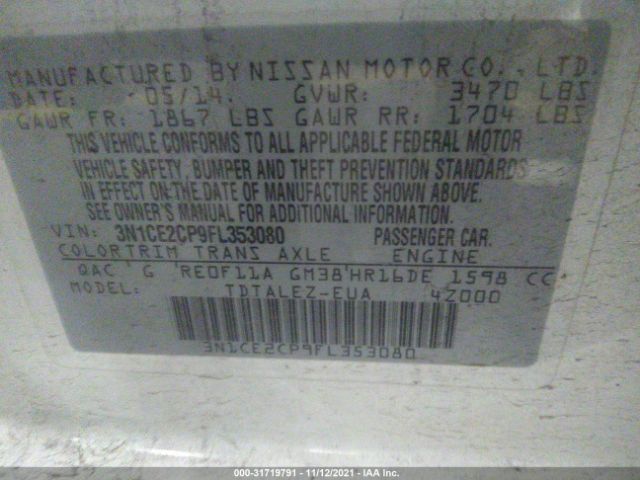 MANUFACTURED BY NISSAN MOTOR CO., LTD.
DATE: 05/14. GVWR: 3470 LBS
GAWR FR: 1867 LBS GAWR RR: 1704 LBS
THIS VEHICLE CONFORMS TO ALL APPLICABLE FEDERAL MOTOR
VEHICLE SAFETY, BUMPER AND THEFT PREVENTION STANDARDS
IN EFFECT ON THE DATE OF MANUFACTURE SHOWN ABOVE.
SEE OWNER'S MANUAL FOR ADDITIONAL INFORMATION.
VIN: 3N1CE2CP9FL353080 PASSENGER CAR.
COLOR TRIM TRANS AXLE ENGINE
QAC G RE0F11A GM38 HR16DE 1598 CC
MODEL: TDTALEZ-EUA 4Z000
3N1CE2CP9FL353080
000-31719791 - 11/12/2021 - IAA Inc.